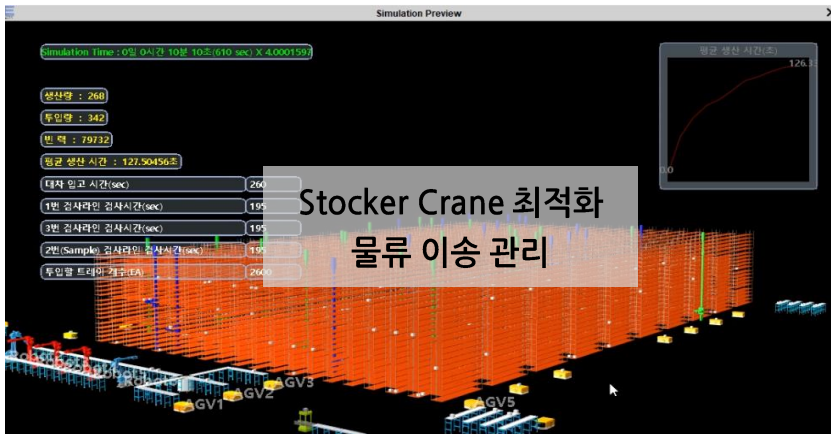 Simulation Preview
Simulation Time : 0일 0시간 10분 10초(610 sec) X 4.0001597
평균 생산 시간(초)
126.3
0.0
생산량 : 268
투입량 : 342
빈 랙 : 79732
평균 생산 시간 : 127.50456초
대차 입고 시간(sec) 260
1번 검사라인 검사시간(sec) 195
3번 검사라인 검사시간(sec) 195
2번(Sample) 검사라인 검사시간(sec) 195
투입할 트레이 개수(EA) 2600
Stocker Crane 최적화
물류 이송 관리
AGV3
AGV2
AGV1
AGV5